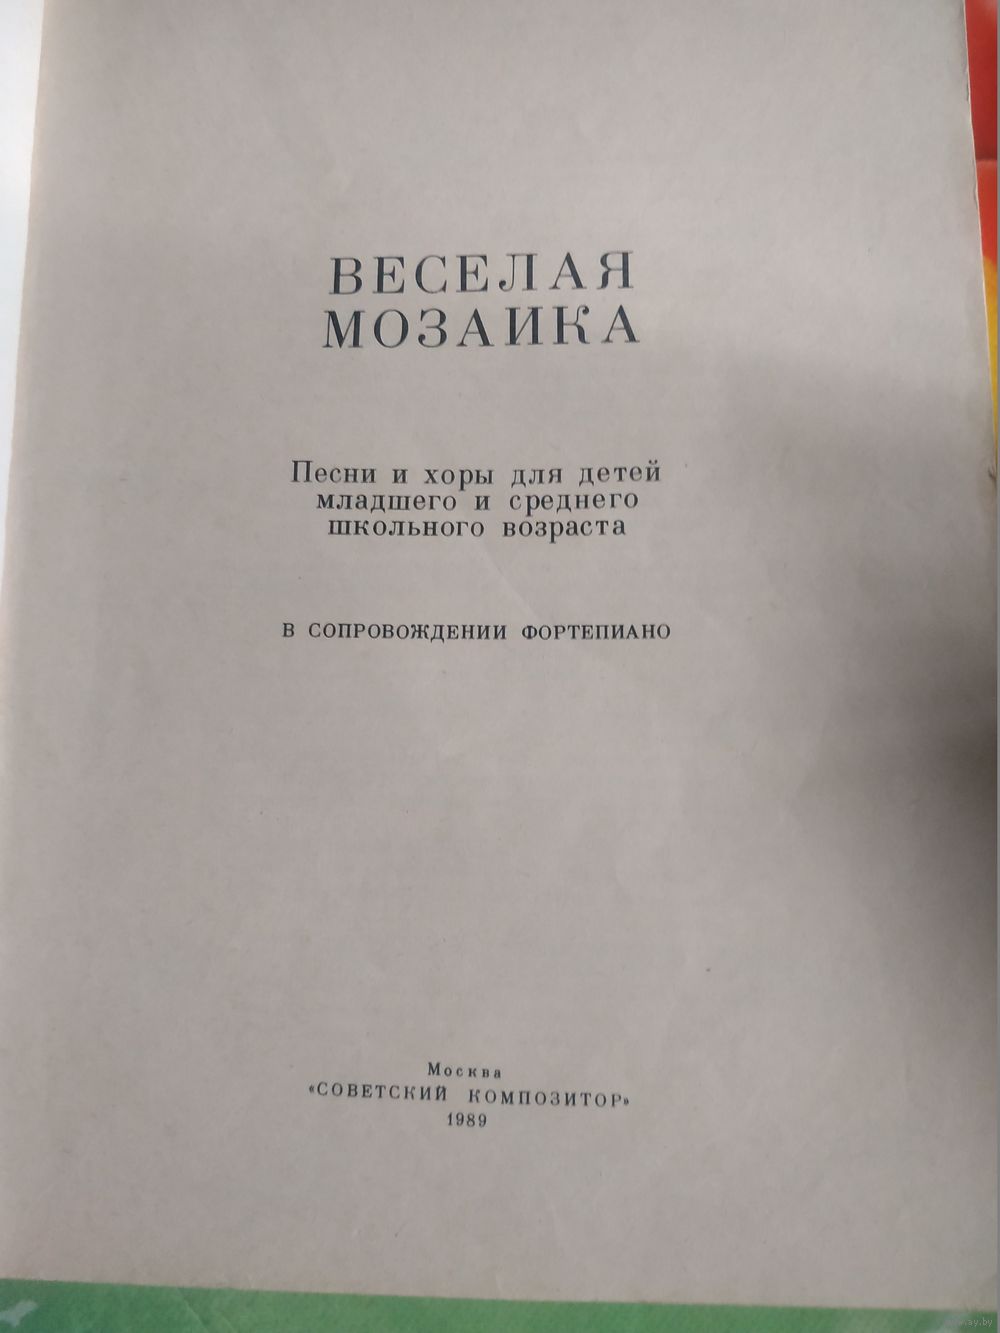 ВЕСЕЛАЯ
МОЗАИКА
Песни и хоры для детей
младшего и среднего
школьного возраста
В СОПРОВОЖДЕНИИ ФОРТЕПИАНО
Москва
«СОВЕТСКИЙ КОМПОЗИТОР»
1989